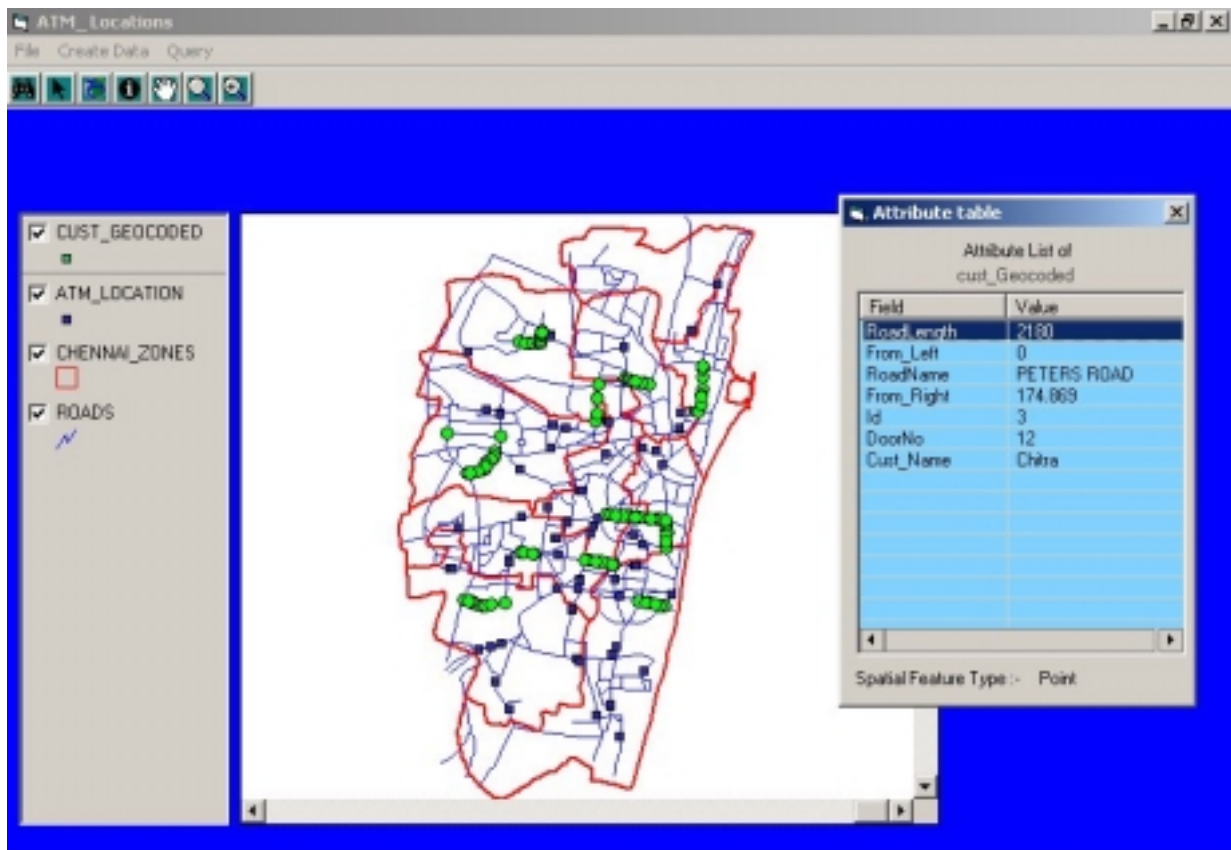 ATM_Locations
File Create Data Query
CUST_GEOCODED
ATM_LOCATION
CHENNAI_ZONES
ROADS
Attribute table
Attribute List of
cust_Geocoded
Field Value
RoadLength 2180
From_Left 0
RoadName PETERS ROAD
From_Right 174.869
Id 3
DoorNo 12
Cust_Name Chitra
Spatial Feature Type :- Point